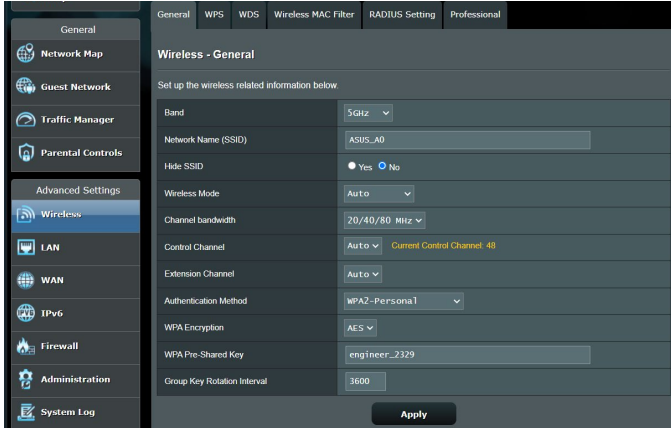 General WPS WDS Wireless MAC Filter RADIUS Setting Professional
General
Network Map
Guest Network
Traffic Manager
Parental Controls
Advanced Settings
Wireless
LAN
WAN
IPv6
Firewall
Administration
System Log
Wireless - General
Set up the wireless related information below.
Band 5GHz
Network Name (SSID) ASUS_A0
Hide SSID Yes No
Wireless Mode Auto
Channel bandwidth 20/40/80 MHz
Control Channel Auto Current Control Channel: 48
Extension Channel Auto
Authentication Method WPA2-Personal
WPA Encryption AES
WPA Pre-Shared Key engineer_2329
Group Key Rotation Interval 3600
Apply